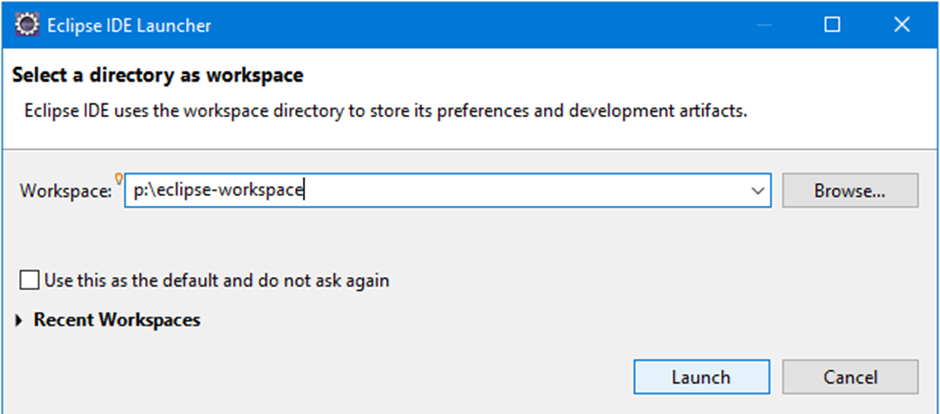 Eclipse IDE Launcher
Select a directory as workspace
Eclipse IDE uses the workspace directory to store its preferences and development artifacts.
Workspace: p:\eclipse-workspace Browse...
Use this as the default and do not ask again
Recent Workspaces
Launch Cancel